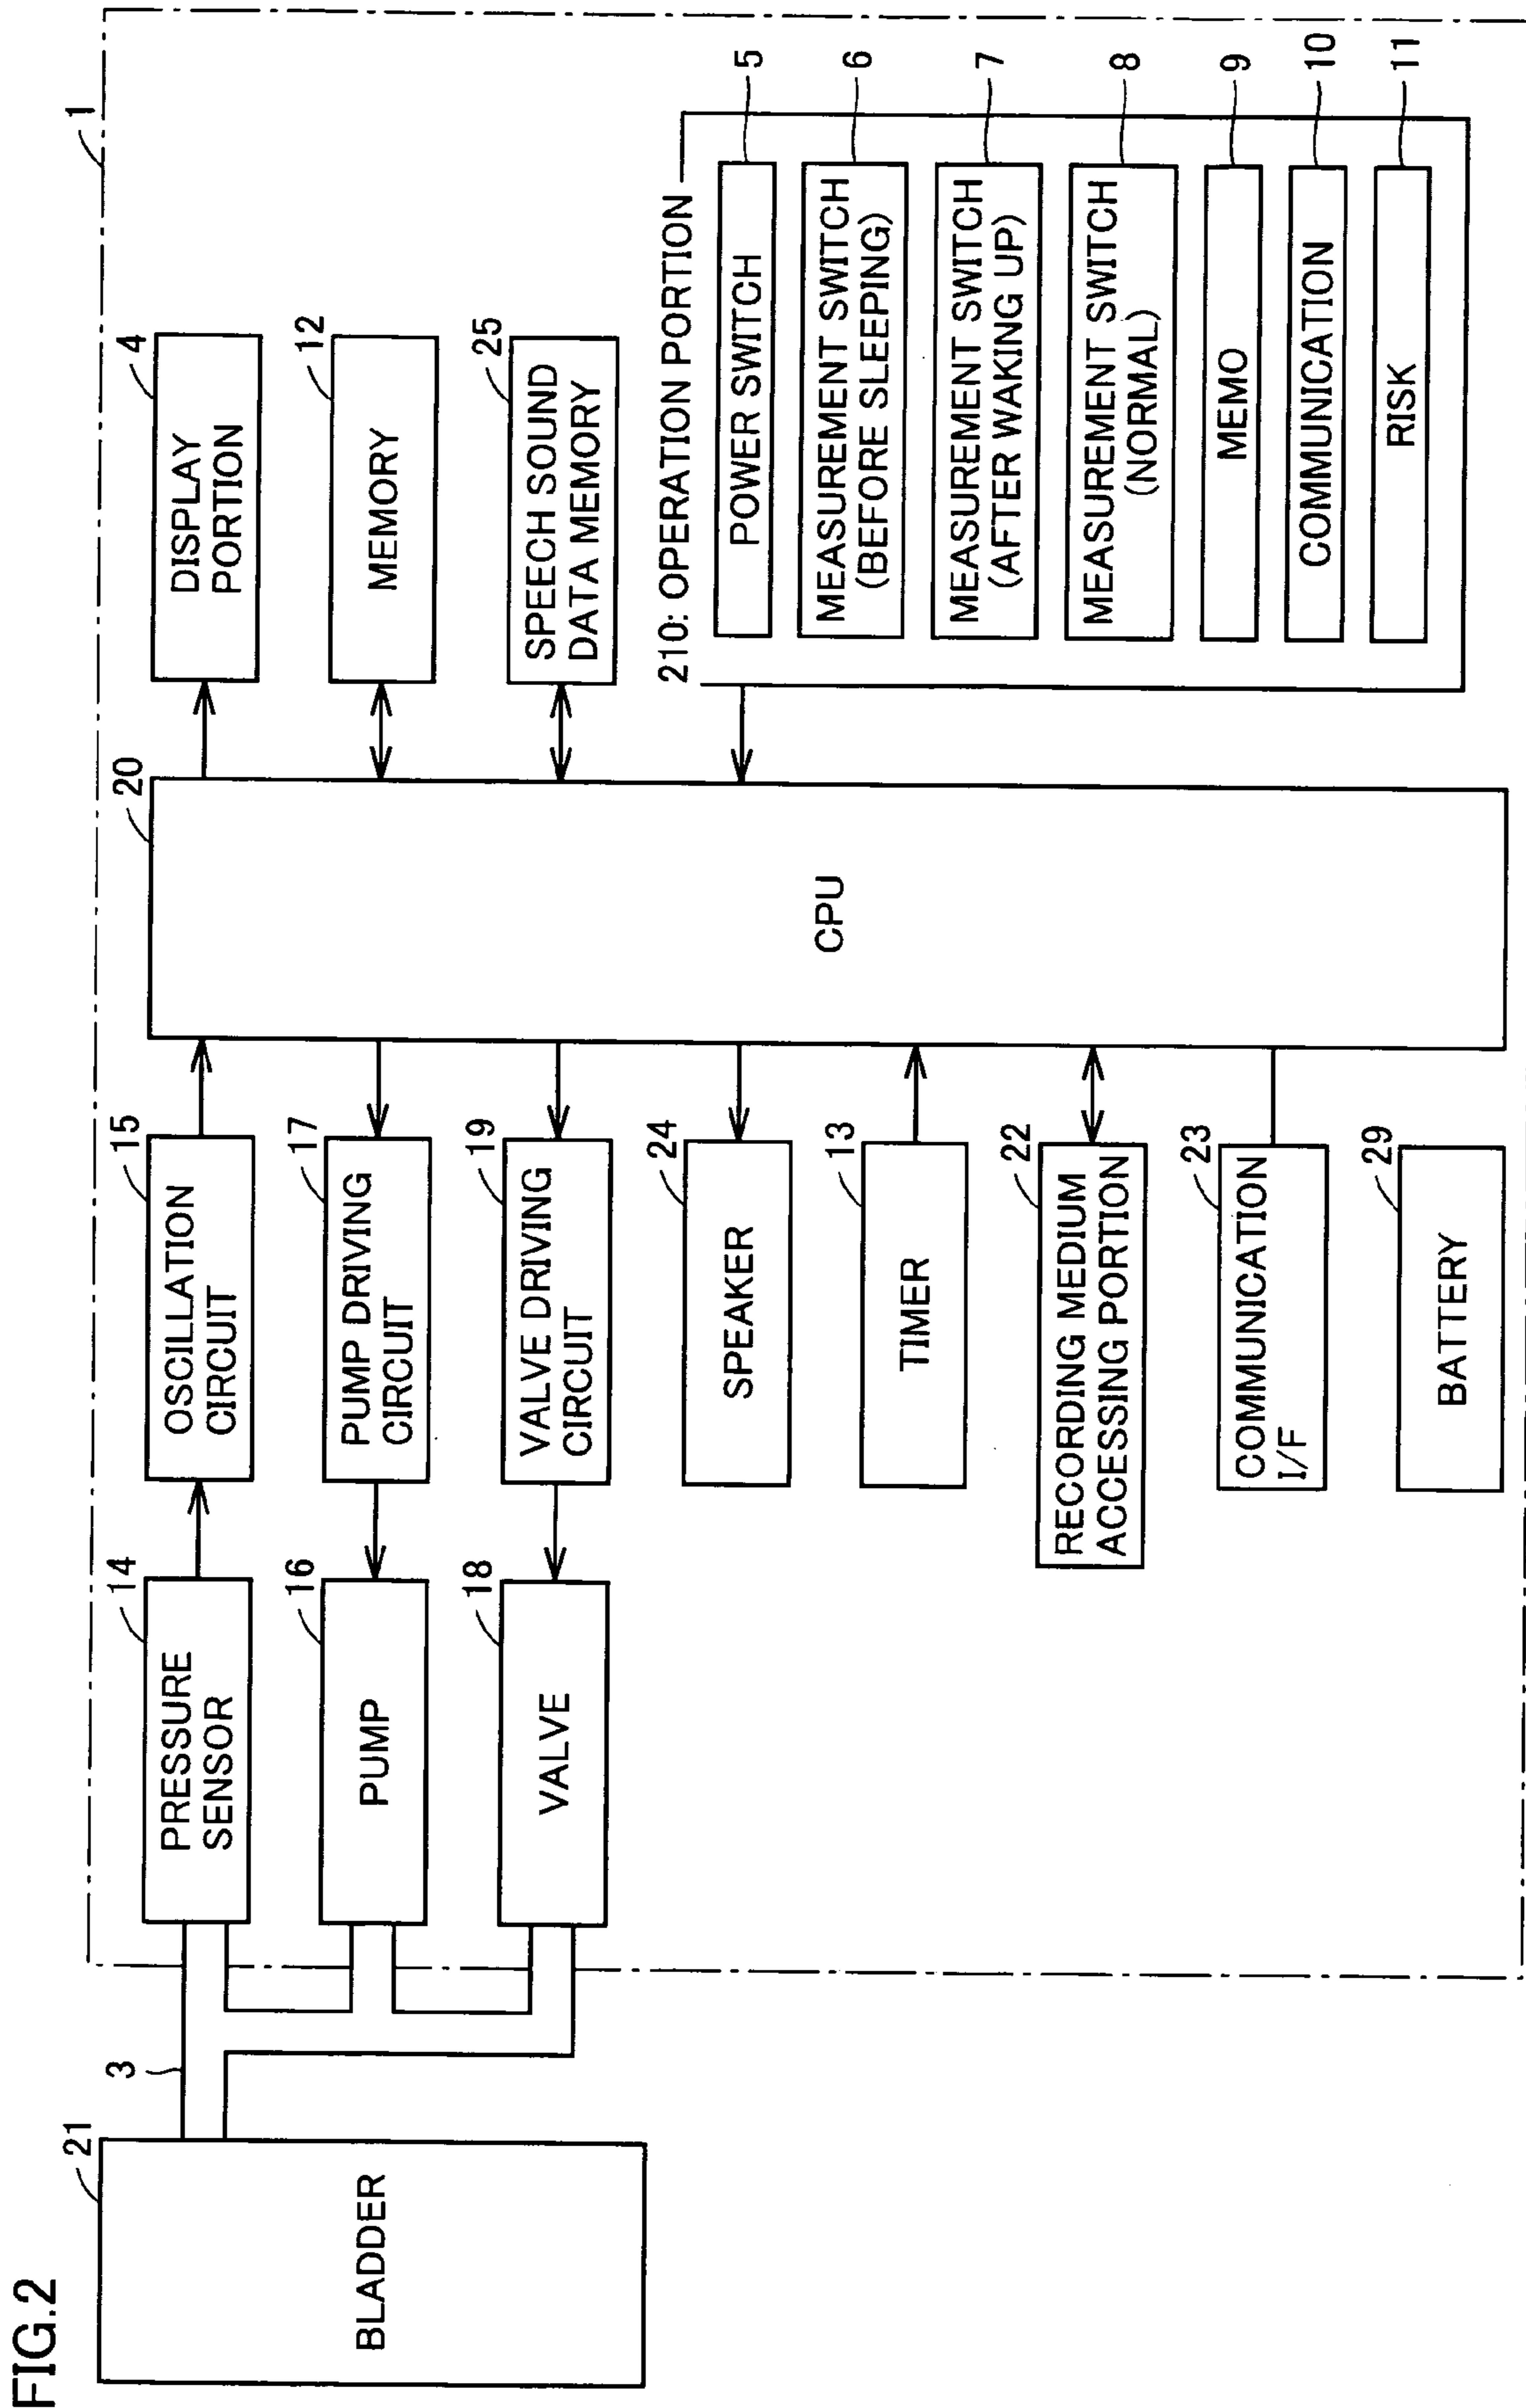 FIG.2
1
21
BLADDER
3
14
PRESSURE
SENSOR
15
OSCILLATION
CIRCUIT
16
PUMP
17
PUMP DRIVING
CIRCUIT
18
VALVE
19
VALVE DRIVING
CIRCUIT
24
SPEAKER
13
TIMER
22
RECORDING MEDIUM
ACCESSING PORTION
23
COMMUNICATION
I/F
29
BATTERY
20
CPU
4
DISPLAY
PORTION
12
MEMORY
25
SPEECH SOUND
DATA MEMORY
210: OPERATION PORTION
POWER SWITCH
5
MEASUREMENT SWITCH
(BEFORE SLEEPING)
6
MEASUREMENT SWITCH
(AFTER WAKING UP)
7
MEASUREMENT SWITCH
(NORMAL)
8
MEMO
9
COMMUNICATION
10
RISK
11